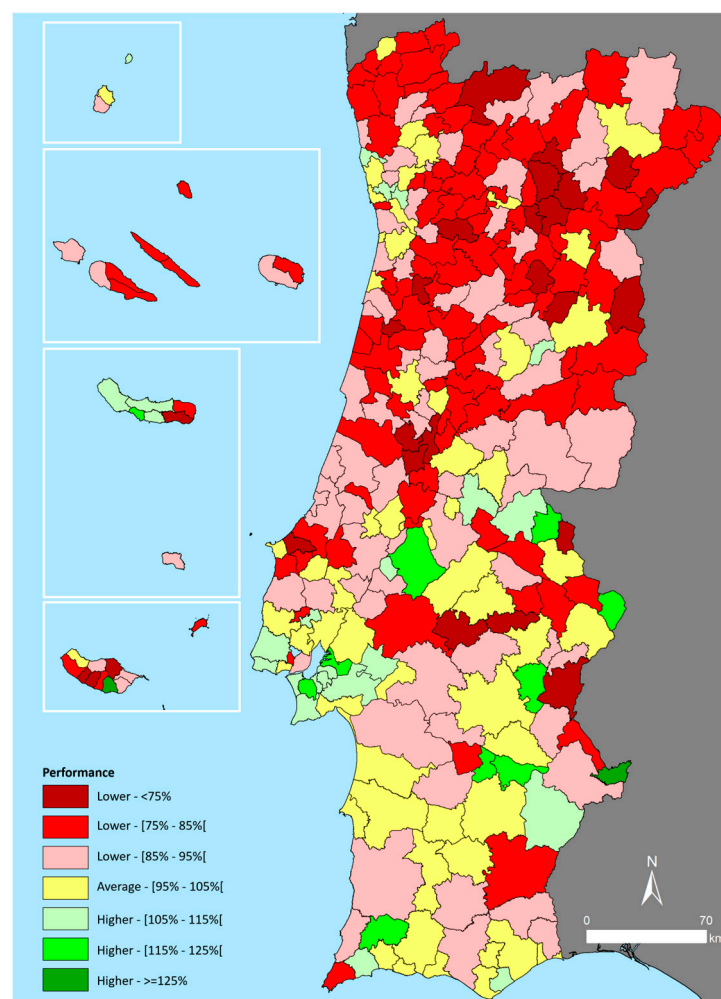 Performance
Lower - <75%
Lower - [75% - 85%[
Lower - [85% - 95%[
Average - [95% - 105%[
Higher - [105% - 115%[
Higher - [115% - 125%[
Higher - >=125%
N
0 70
km